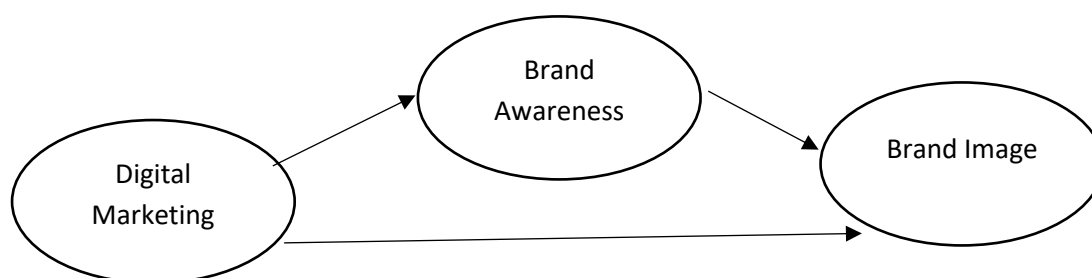 Brand
Awareness
Brand Image
Digital
Marketing